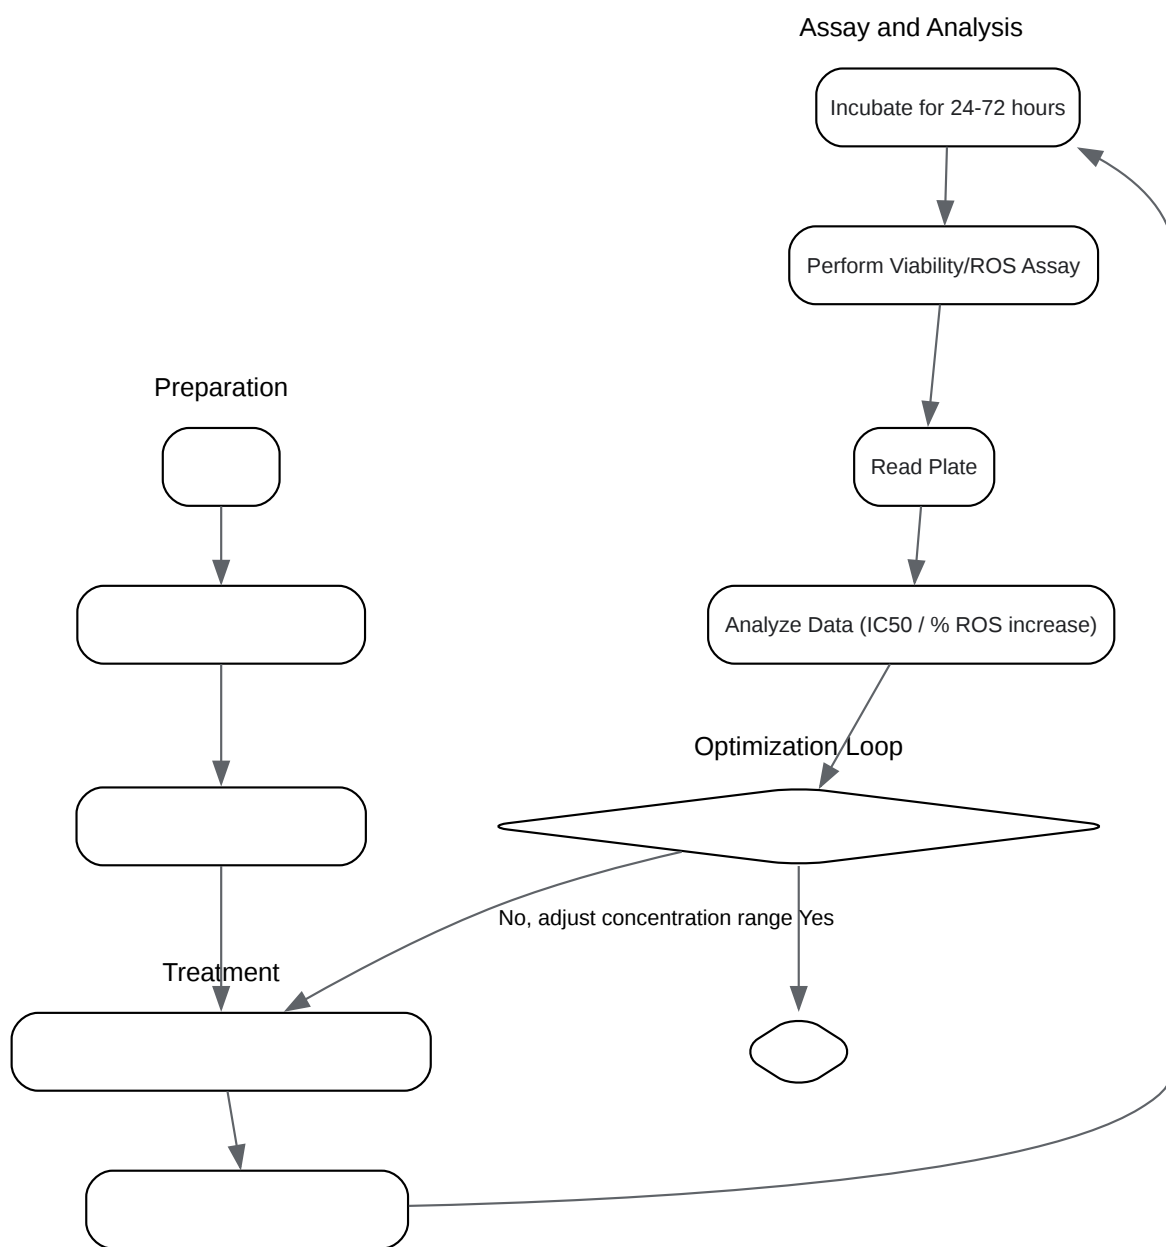 Assay and Analysis
Incubate for 24-72 hours
Perform Viability/ROS Assay
Preparation
Read Plate
Analyze Data (IC50 / % ROS increase)
Optimization Loop
No, adjust concentration range
Yes
Treatment